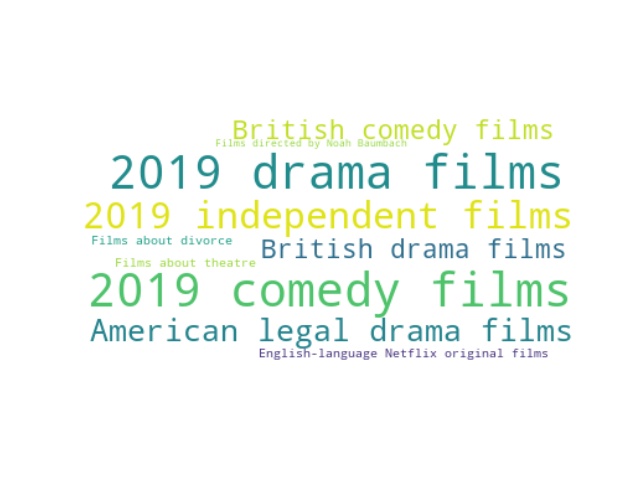 British comedy films
Films directed by Noah Baumbach
2019 drama films
2019 independent films
Films about divorce
British drama films
Films about theatre
2019 comedy films
American legal drama films
English-language Netflix original films